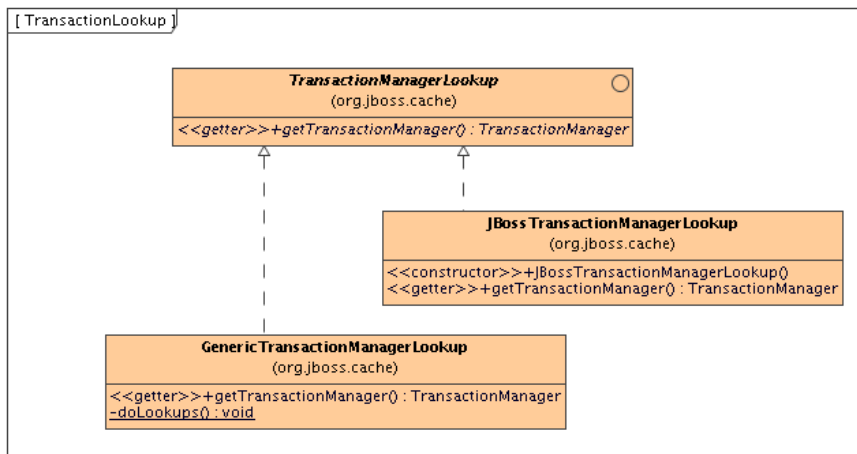 [ TransactionLookup ]
TransactionManagerLookup
(org.jboss.cache)
<<getter>>+getTransactionManager() : TransactionManager
JBossTransactionManagerLookup
(org.jboss.cache)
<<constructor>>+JBossTransactionManagerLookup()
<<getter>>+getTransactionManager() : TransactionManager
GenericTransactionManagerLookup
(org.jboss.cache)
<<getter>>+getTransactionManager() : TransactionManager
-doLookups() : void